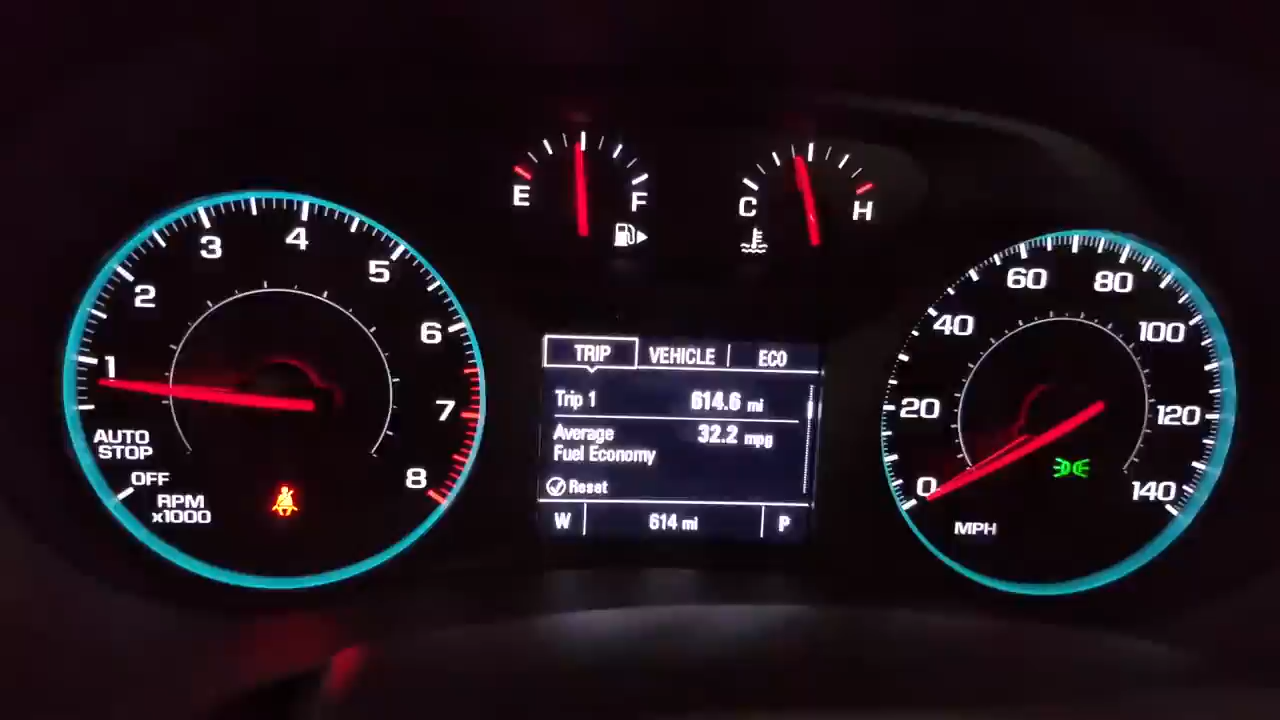 E
F
C
H
1
2
3
4
5
6
7
8
AUTO
STOP
OFF
RPM
x1000
TRIP VEHICLE ECO
Trip 1 614.6 mi
Average 32.2 mpg
Fuel Economy
Reset
W 614 mi P
0
20
40
60
80
100
120
140
MPH